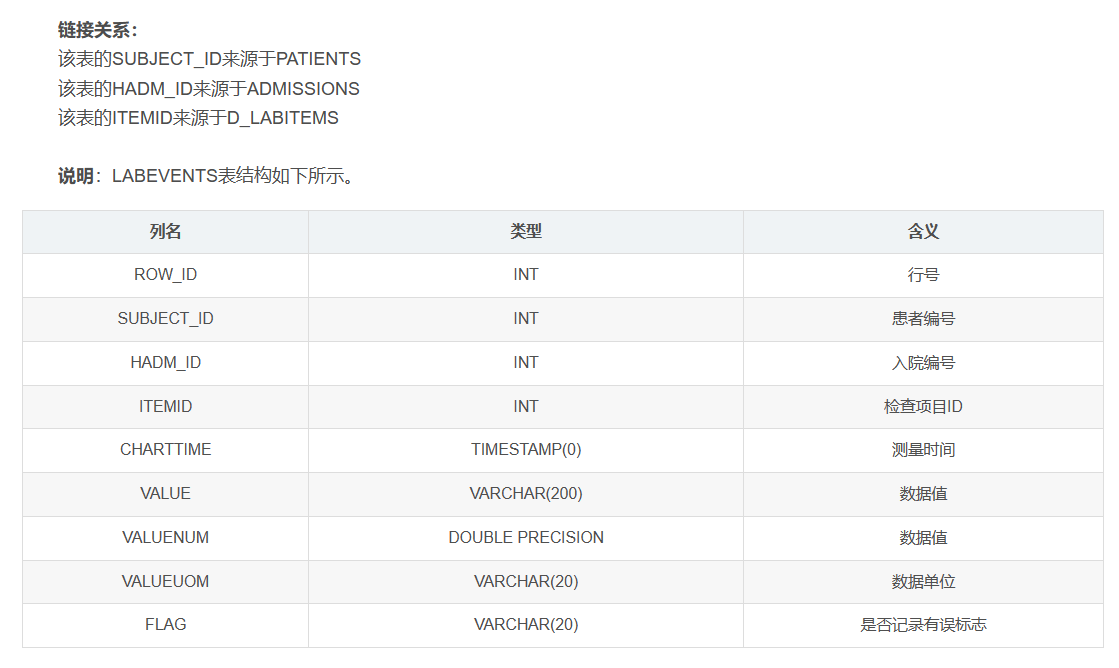 链接关系：
该表的SUBJECT_ID来源于PATIENTS
该表的HADM_ID来源于ADMISSIONS
该表的ITEMID来源于D_LABITEMS
说明：LABEVENTS表结构如下所示。
列名 类型 含义
ROW_ID INT 行号
SUBJECT_ID INT 患者编号
HADM_ID INT 入院编号
ITEMID INT 检查项目ID
CHARTTIME TIMESTAMP(0) 测量时间
VALUE VARCHAR(200) 数据值
VALUENUM DOUBLE PRECISION 数据值
VALUEUOM VARCHAR(20) 数据单位
FLAG VARCHAR(20) 是否记录有误标志